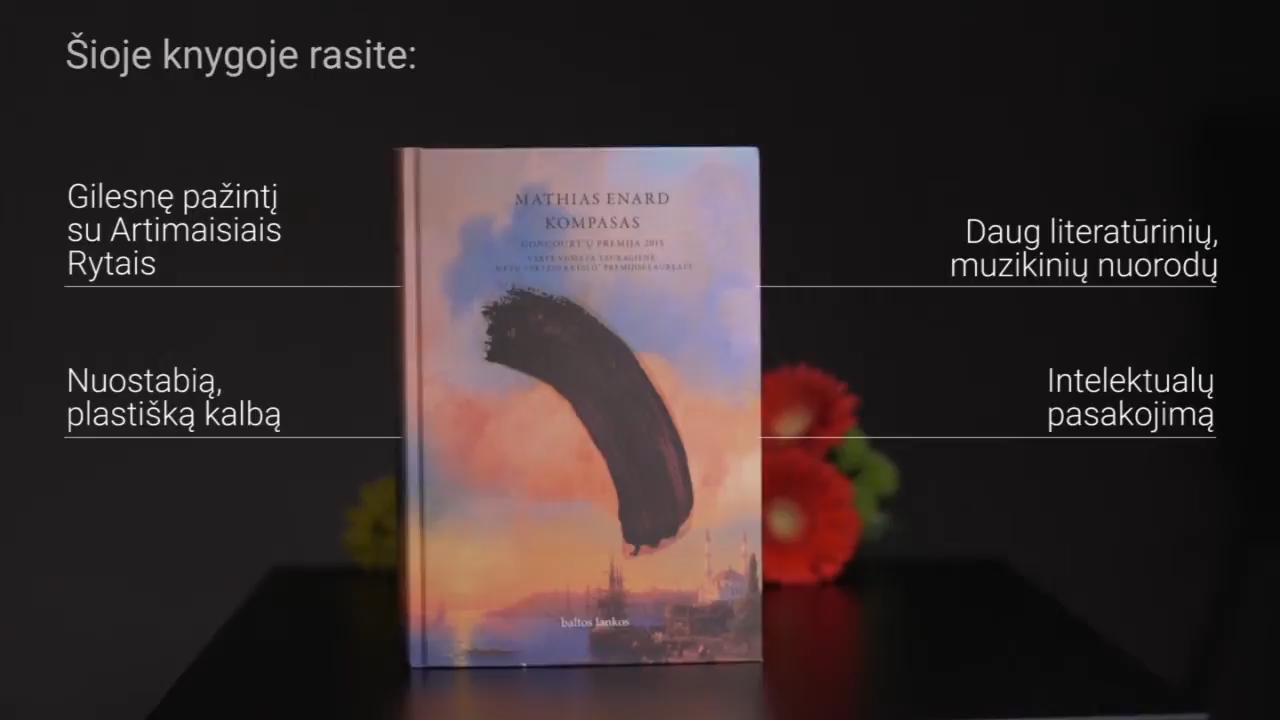 Šioje knygoje rasite:
Gilesnę pažintį
su Artimaisiais
Rytais
Nuostabią,
plastišką kalbą
MATHIAS ENARD
KOMPASAS
GONCOURT'Ų PREMIJA 2015
baltos lankos
Daug literatūrinių,
muzikinių nuorodų
Intelektualų
pasakojimą